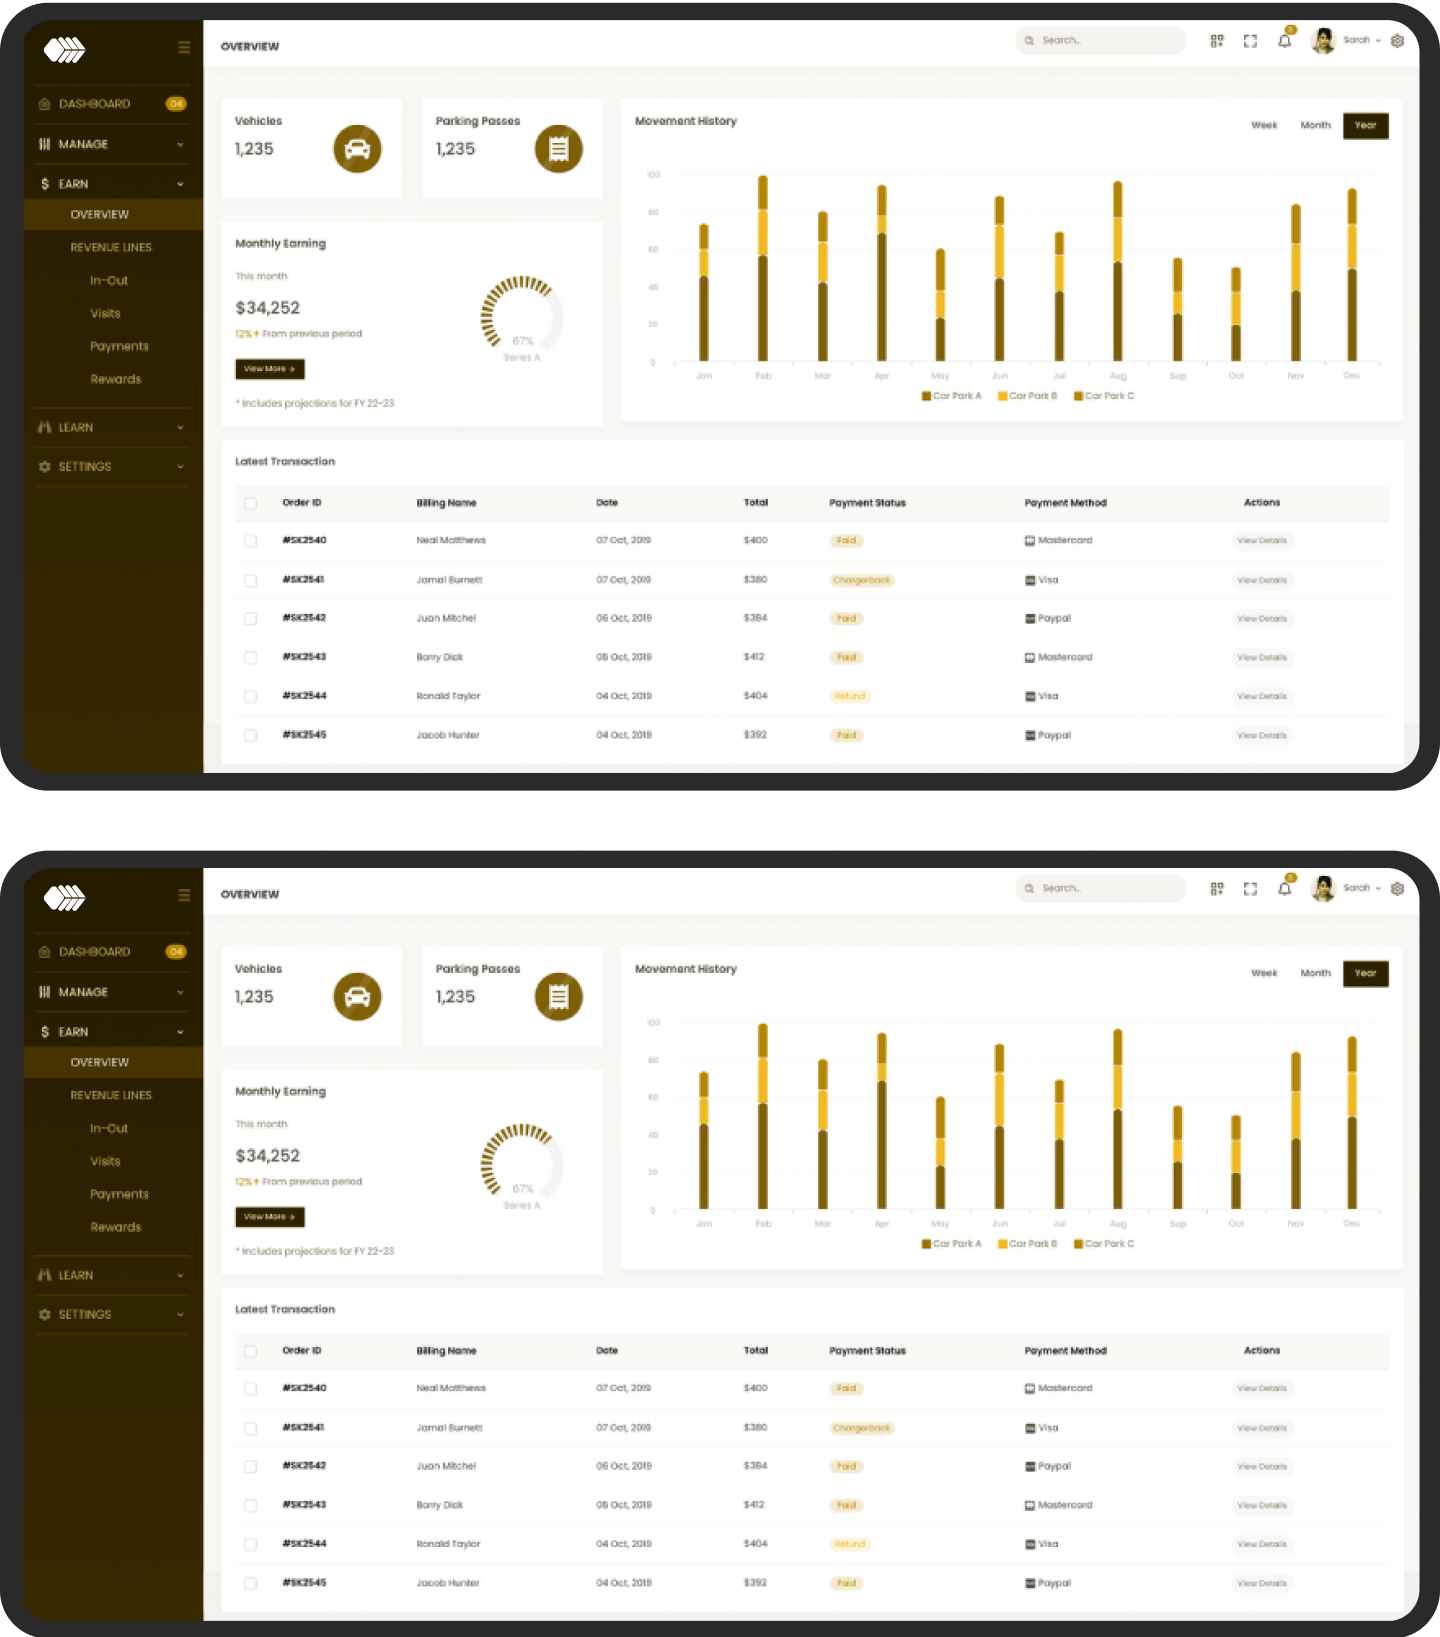 OVERVIEW
Search...
Sarah
DASHBOARD 04
MANAGE
EARN
OVERVIEW
REVENUE LINES
In-Out
Visits
Payments
Rewards
LEARN
SETTINGS
Vehicles
1,235
Parking Passes
1,235
Monthly Earning
This month
$34,252
12% From previous period
67%
Series A
View More
* Includes projections for FY 22-23
Movement History
Week Month Year
100
80
60
40
20
0
Jan Feb Mar Apr May Jun Jul Aug Sep Oct Nov Dec
Car Park A Car Park B Car Park C
Latest Transaction
Order ID Billing Name Date Total Payment Status Payment Method Actions
#SK2540 Neal Matthews 07 Oct, 2019 $400 Paid Mastercard View Details
#SK2541 Jamal Burnett 07 Oct, 2019 $380 Chargerback Visa View Details
#SK2542 Juan Mitchel 06 Oct, 2019 $384 Paid Paypal View Details
#SK2543 Barry Dick 05 Oct, 2019 $412 Paid Mastercard View Details
#SK2544 Ronald Taylor 04 Oct, 2019 $404 Refund Visa View Details
#SK2545 Jacob Hunter 04 Oct, 2019 $392 Paid Paypal View Details
OVERVIEW
Search...
Sarah
DASHBOARD 04
MANAGE
EARN
OVERVIEW
REVENUE LINES
In-Out
Visits
Payments
Rewards
LEARN
SETTINGS
Vehicles
1,235
Parking Passes
1,235
Monthly Earning
This month
$34,252
12% From previous period
67%
Series A
View More
* Includes projections for FY 22-23
Movement History
Week Month Year
100
80
60
40
20
0
Jan Feb Mar Apr May Jun Jul Aug Sep Oct Nov Dec
Car Park A Car Park B Car Park C
Latest Transaction
Order ID Billing Name Date Total Payment Status Payment Method Actions
#SK2540 Neal Matthews 07 Oct, 2019 $400 Paid Mastercard View Details
#SK2541 Jamal Burnett 07 Oct, 2019 $380 Chargerback Visa View Details
#SK2542 Juan Mitchel 06 Oct, 2019 $384 Paid Paypal View Details
#SK2543 Barry Dick 05 Oct, 2019 $412 Paid Mastercard View Details
#SK2544 Ronald Taylor 04 Oct, 2019 $404 Refund Visa View Details
#SK2545 Jacob Hunter 04 Oct, 2019 $392 Paid Paypal View Details